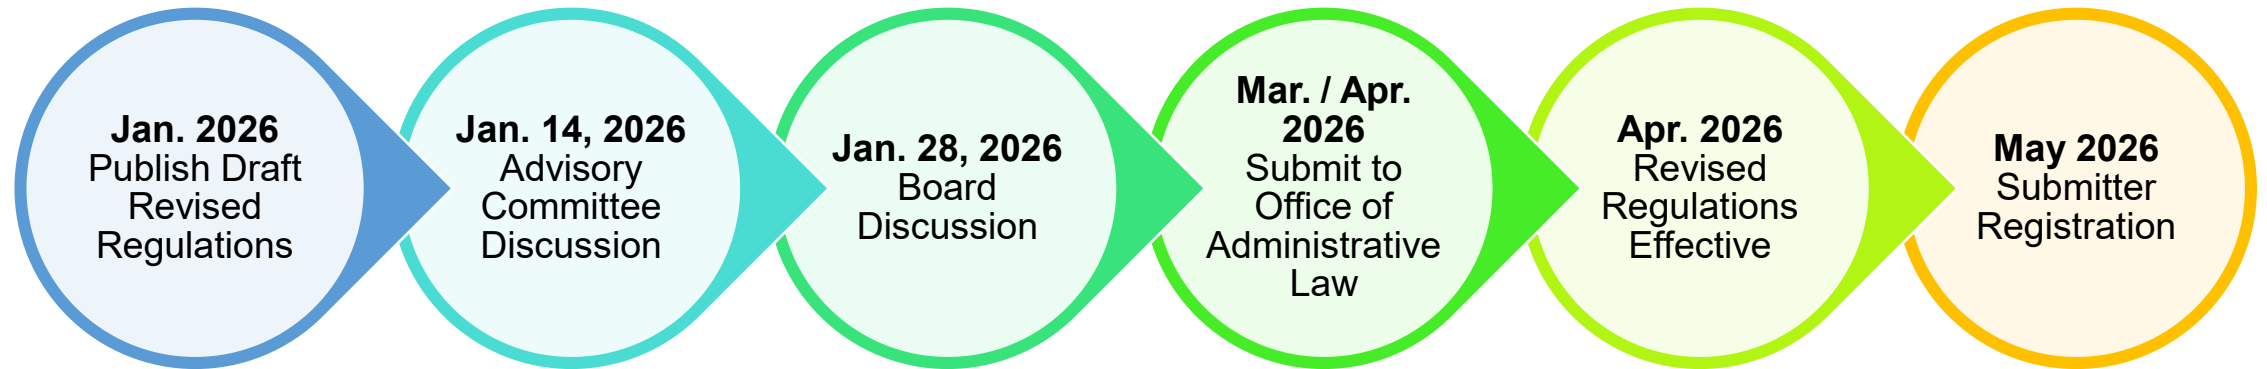 Jan. 2026
Publish Draft
Revised
Regulations
Jan. 14, 2026
Advisory
Committee
Discussion
Jan. 28, 2026
Board
Discussion
Mar. / Apr.
2026
Submit to
Office of
Administrative
Law
Apr. 2026
Revised
Regulations
Effective
May 2026
Submitter
Registration